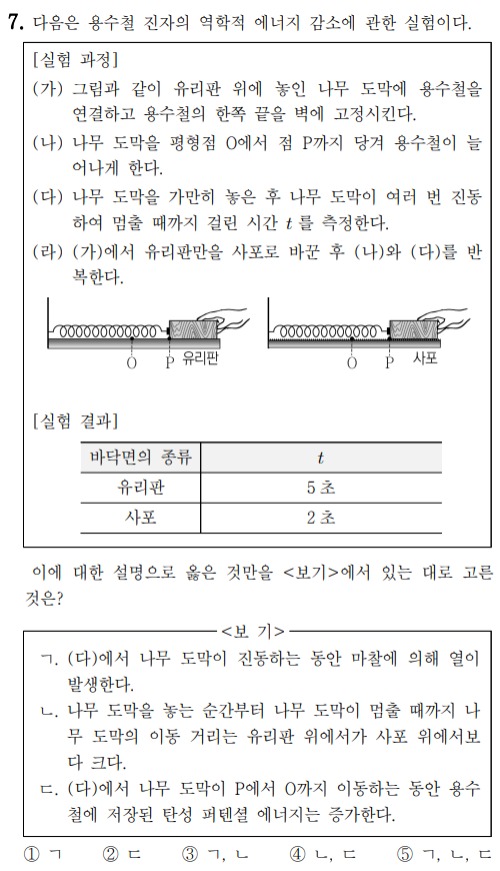 7. 다음은 용수철 진자의 역학적 에너지 감소에 관한 실험이다.
[실험 과정]
(가) 그림과 같이 유리판 위에 놓인 나무 도막에 용수철을
연결하고 용수철의 한쪽 끝을 벽에 고정시킨다.
(나) 나무 도막을 평형점 O에서 점 P까지 당겨 용수철이 늘
어나게 한다.
(다) 나무 도막을 가만히 놓은 후 나무 도막이 여러 번 진동
하여 멈출 때까지 걸린 시간 t 를 측정한다.
(라) (가)에서 유리판만을 사포로 바꾼 후 (나)와 (다)를 반
복한다.
O P 유리판 O P 사포
[실험 결과]
바닥면의 종류 t
유리판 5 초
사포 2 초
이에 대한 설명으로 옳은 것만을 <보기>에서 있는 대로 고른
것은?
<보 기>
ㄱ. (다)에서 나무 도막이 진동하는 동안 마찰에 의해 열이
발생한다.
ㄴ. 나무 도막을 놓는 순간부터 나무 도막이 멈출 때까지 나
무 도막의 이동 거리는 유리판 위에서가 사포 위에서보
다 크다.
ㄷ. (다)에서 나무 도막이 P에서 O까지 이동하는 동안 용수
철에 저장된 탄성 퍼텐셜 에너지는 증가한다.
① ㄱ ② ㄷ ③ ㄱ, ㄴ ④ ㄴ, ㄷ ⑤ ㄱ, ㄴ, ㄷ